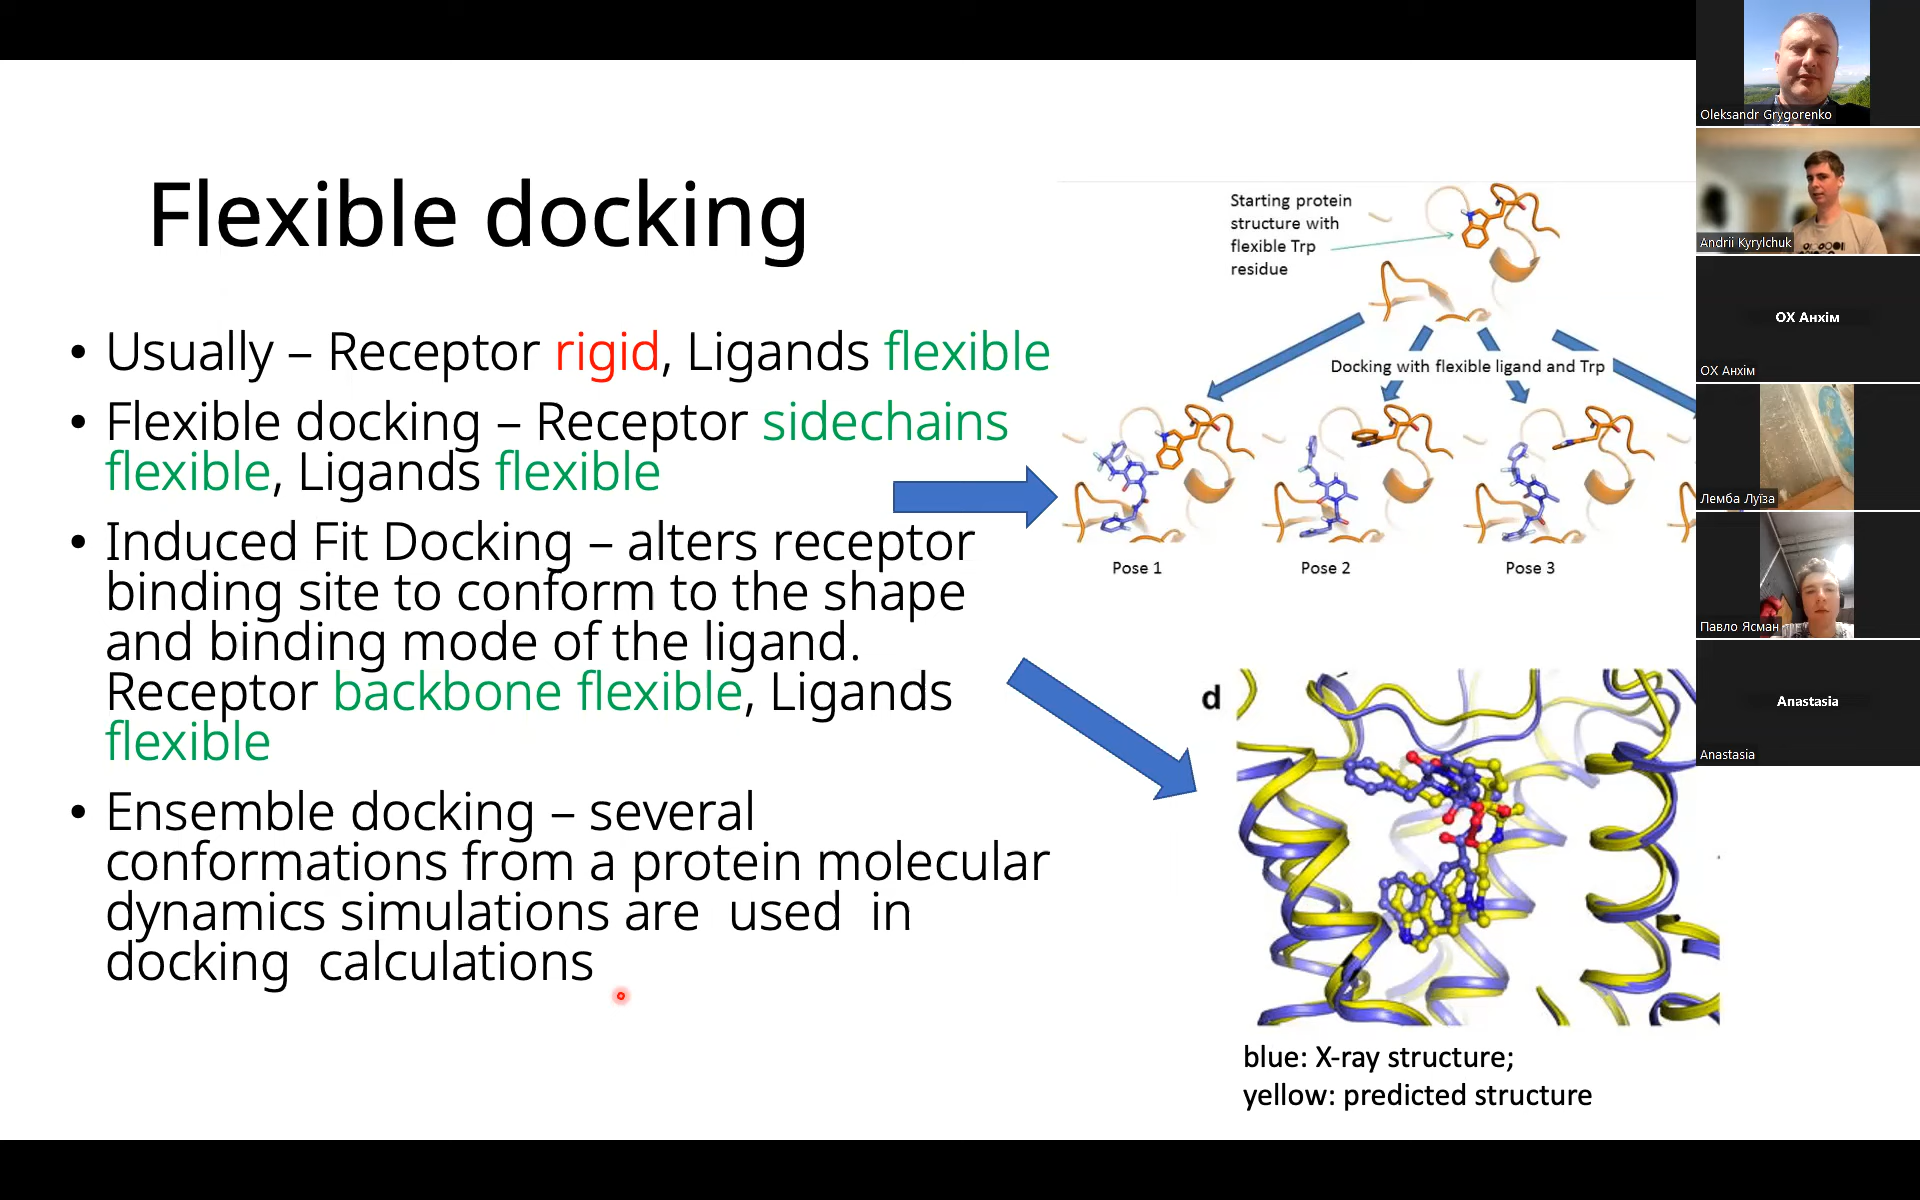 Flexible docking
• Usually – Receptor rigid, Ligands flexible
• Flexible docking – Receptor sidechains
flexible, Ligands flexible
• Induced Fit Docking – alters receptor
binding site to conform to the shape
and binding mode of the ligand.
Receptor backbone flexible, Ligands
flexible
• Ensemble docking – several
conformations from a protein molecular
dynamics simulations are  used  in
docking  calculations
Starting protein
structure with
flexible Trp
residue
Docking with flexible ligand and Trp
Pose 1
Pose 2
Pose 3
d
blue: X-ray structure;
yellow: predicted structure
Oleksandr Grygorenko
Andrii Kyrylchuk
ОХ Анхім
ОХ Анхім
Лемба Луїза
Павло Ясман
Anastasia
Anastasia